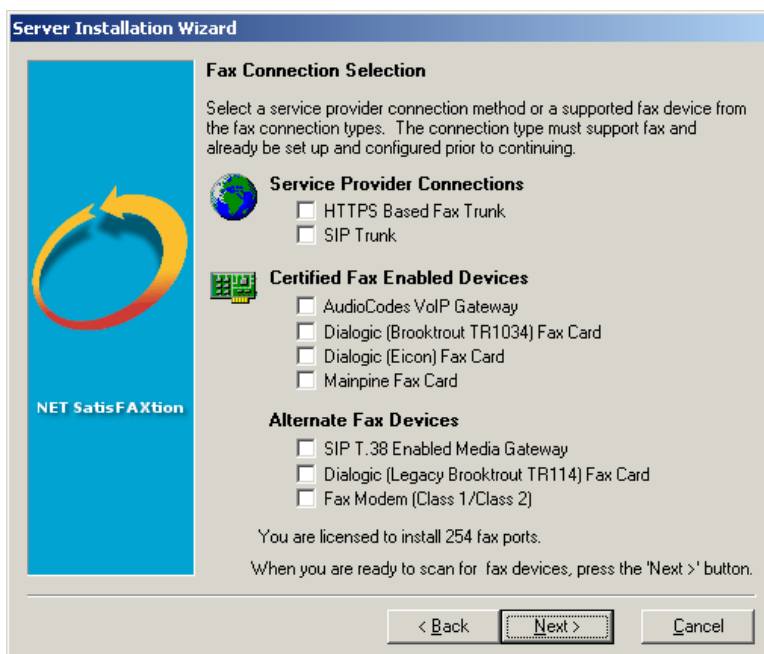 Server Installation Wizard
Fax Connection Selection
Select a service provider connection method or a supported fax device from
the fax connection types.  The connection type must support fax and
already be set up and configured prior to continuing.
Service Provider Connections
HTTPS Based Fax Trunk
SIP Trunk
Certified Fax Enabled Devices
AudioCodes VoIP Gateway
Dialogic (Brooktrout TR1034) Fax Card
Dialogic (Eicon) Fax Card
Mainpine Fax Card
NET SatisFAXtion
Alternate Fax Devices
SIP T.38 Enabled Media Gateway
Dialogic (Legacy Brooktrout TR114) Fax Card
Fax Modem (Class 1/Class 2)
You are licensed to install 254 fax ports.
When you are ready to scan for  fax devices, press the 'Next >' button.
< Back
Next >
Cancel